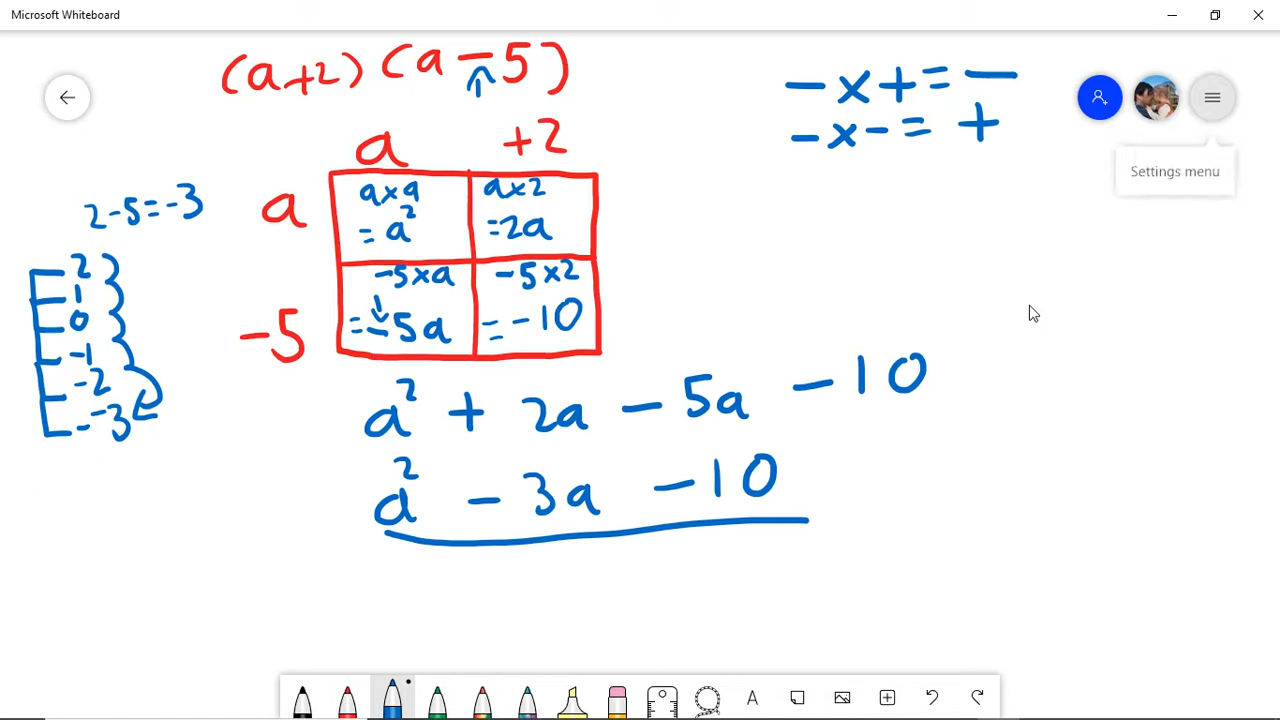 Microsoft Whiteboard
(a+2) (a-5)
↑
- x + = -
- x - = +
Settings menu
a +2
a
-5
a x a
= a²
a x 2
= 2a
-5 x a
↓
= -5a
-5 x 2
= -10
2-5=-3
2
1
0
-1
-2
-3
a² + 2a - 5a - 10
a² - 3a - 10
A